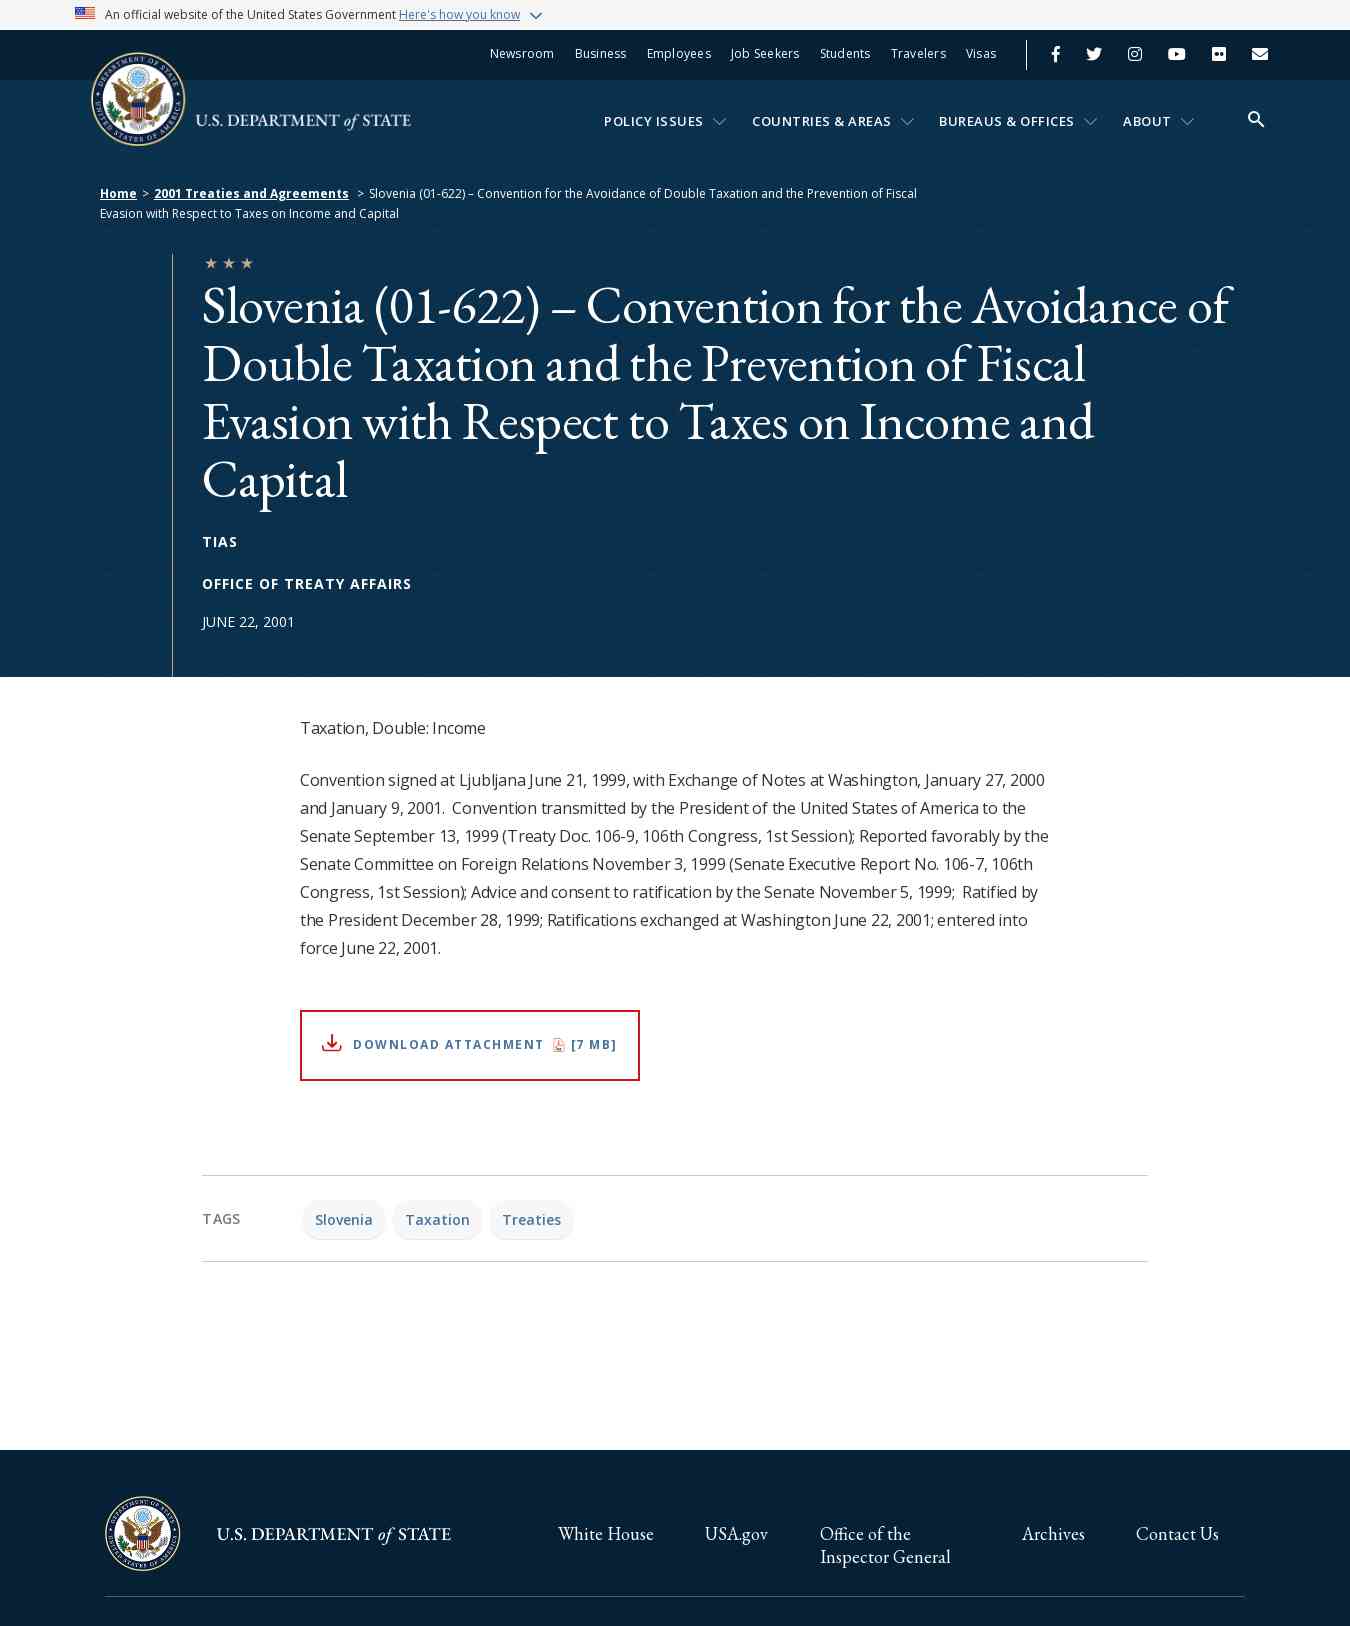 An official website of the United States Government Here's how you know
Newsroom Business Employees Job Seekers Students Travelers Visas
U.S. DEPARTMENT of STATE
POLICY ISSUES COUNTRIES & AREAS BUREAUS & OFFICES ABOUT
Home > 2001 Treaties and Agreements > Slovenia (01-622) – Convention for the Avoidance of Double Taxation and the Prevention of Fiscal
Evasion with Respect to Taxes on Income and Capital
Slovenia (01-622) – Convention for the Avoidance of
Double Taxation and the Prevention of Fiscal
Evasion with Respect to Taxes on Income and
Capital
TIAS
OFFICE OF TREATY AFFAIRS
JUNE 22, 2001
Taxation, Double: Income
Convention signed at Ljubljana June 21, 1999, with Exchange of Notes at Washington, January 27, 2000
and January 9, 2001.  Convention transmitted by the President of the United States of America to the
Senate September 13, 1999 (Treaty Doc. 106-9, 106th Congress, 1st Session); Reported favorably by the
Senate Committee on Foreign Relations November 3, 1999 (Senate Executive Report No. 106-7, 106th
Congress, 1st Session); Advice and consent to ratification by the Senate November 5, 1999;  Ratified by
the President December 28, 1999; Ratifications exchanged at Washington June 22, 2001; entered into
force June 22, 2001.
DOWNLOAD ATTACHMENT [7 MB]
TAGS Slovenia Taxation Treaties
DEPARTMENT OF STATE
UNITED STATES OF AMERICA
U.S. DEPARTMENT of STATE
White House USA.gov Office of the Archives Contact Us
Inspector General